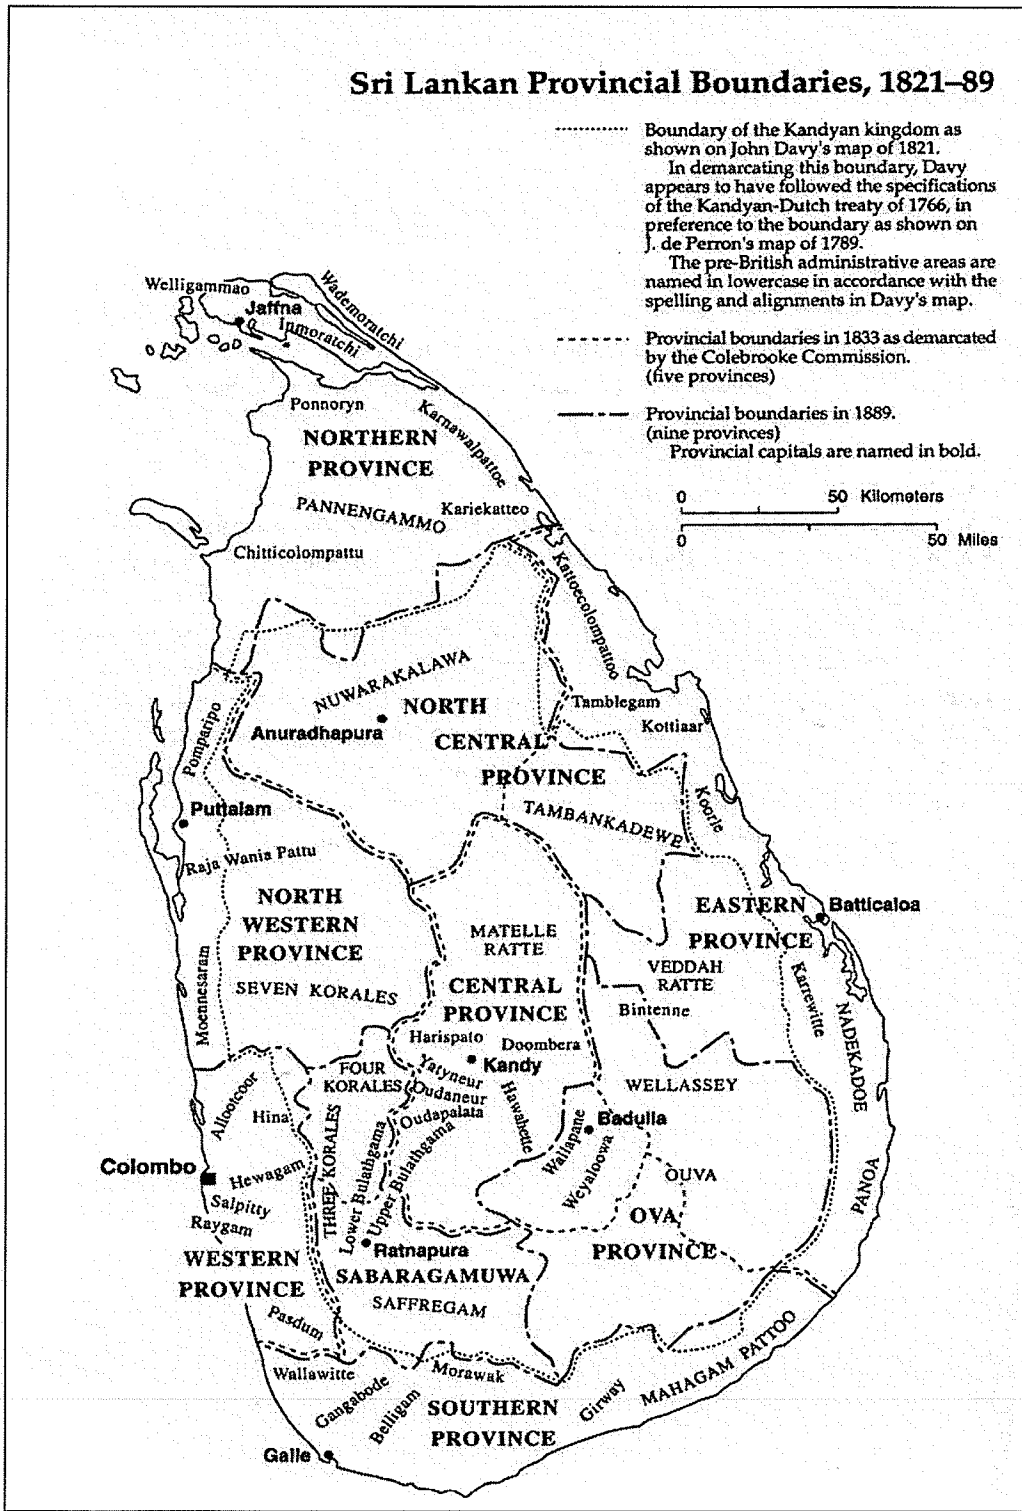 Sri Lankan Provincial Boundaries, 1821–89
Boundary of the Kandyan kingdom as
shown on John Davy's map of 1821.
In demarcating this boundary, Davy
appears to have followed the specifications
of the Kandyan-Dutch treaty of 1766, in
preference to the boundary as shown on
J. de Perron's map of 1789.
The pre-British administrative areas are
named in lowercase in accordance with the
spelling and alignments in Davy's map.
Provincial boundaries in 1833 as demarcated
by the Colebrooke Commission.
(five provinces)
Provincial boundaries in 1889.
(nine provinces)
Provincial capitals are named in bold.
0 50 Kilometers
0 50 Miles
Welligammao
Wademoratchi
Jaffna
Inmoratchi
Ponnoryn
Karnawalpattoe
NORTHERN
PROVINCE
PANNENGAMMO
Kariekatteo
Chitticolompattu
Kattoecolompattoo
NUWARAKALAWA
Tamblegam
Kottiaar
Anuradhapura
NORTH
CENTRAL
PROVINCE
Pomparipo
Puttalam
TAMBANKADEWE
Koorle
Raja Wania Pattu
NORTH
WESTERN
PROVINCE
EASTERN
PROVINCE
Batticaloa
MATELLE
RATTE
Moennesaram
SEVEN KORALES
CENTRAL
PROVINCE
VEDDAH
RATTE
Bintenne
Karrewitte
NADEKADOE
Harispato
Doombera
Kandy
FOUR
KORALES
Yatyneur
Oudaneur
Oudapalata
Hawahette
WELLASSEY
Allootcoor
Hina
THREE KORALES
Lower Bulathgama
Upper Bulathgama
Wallapane
Badulla
Weyaloowa
Colombo
Hewagam
OUVA
PANOA
Salpitty
Raygam
OVA
PROVINCE
Ratnapura
WESTERN
PROVINCE
SABARAGAMUWA
SAFFREGAM
Pasdum
Wallawitte
Morawak
MAHAGAM PATTOO
Gangabode
Belligam
Girway
SOUTHERN
PROVINCE
Galle